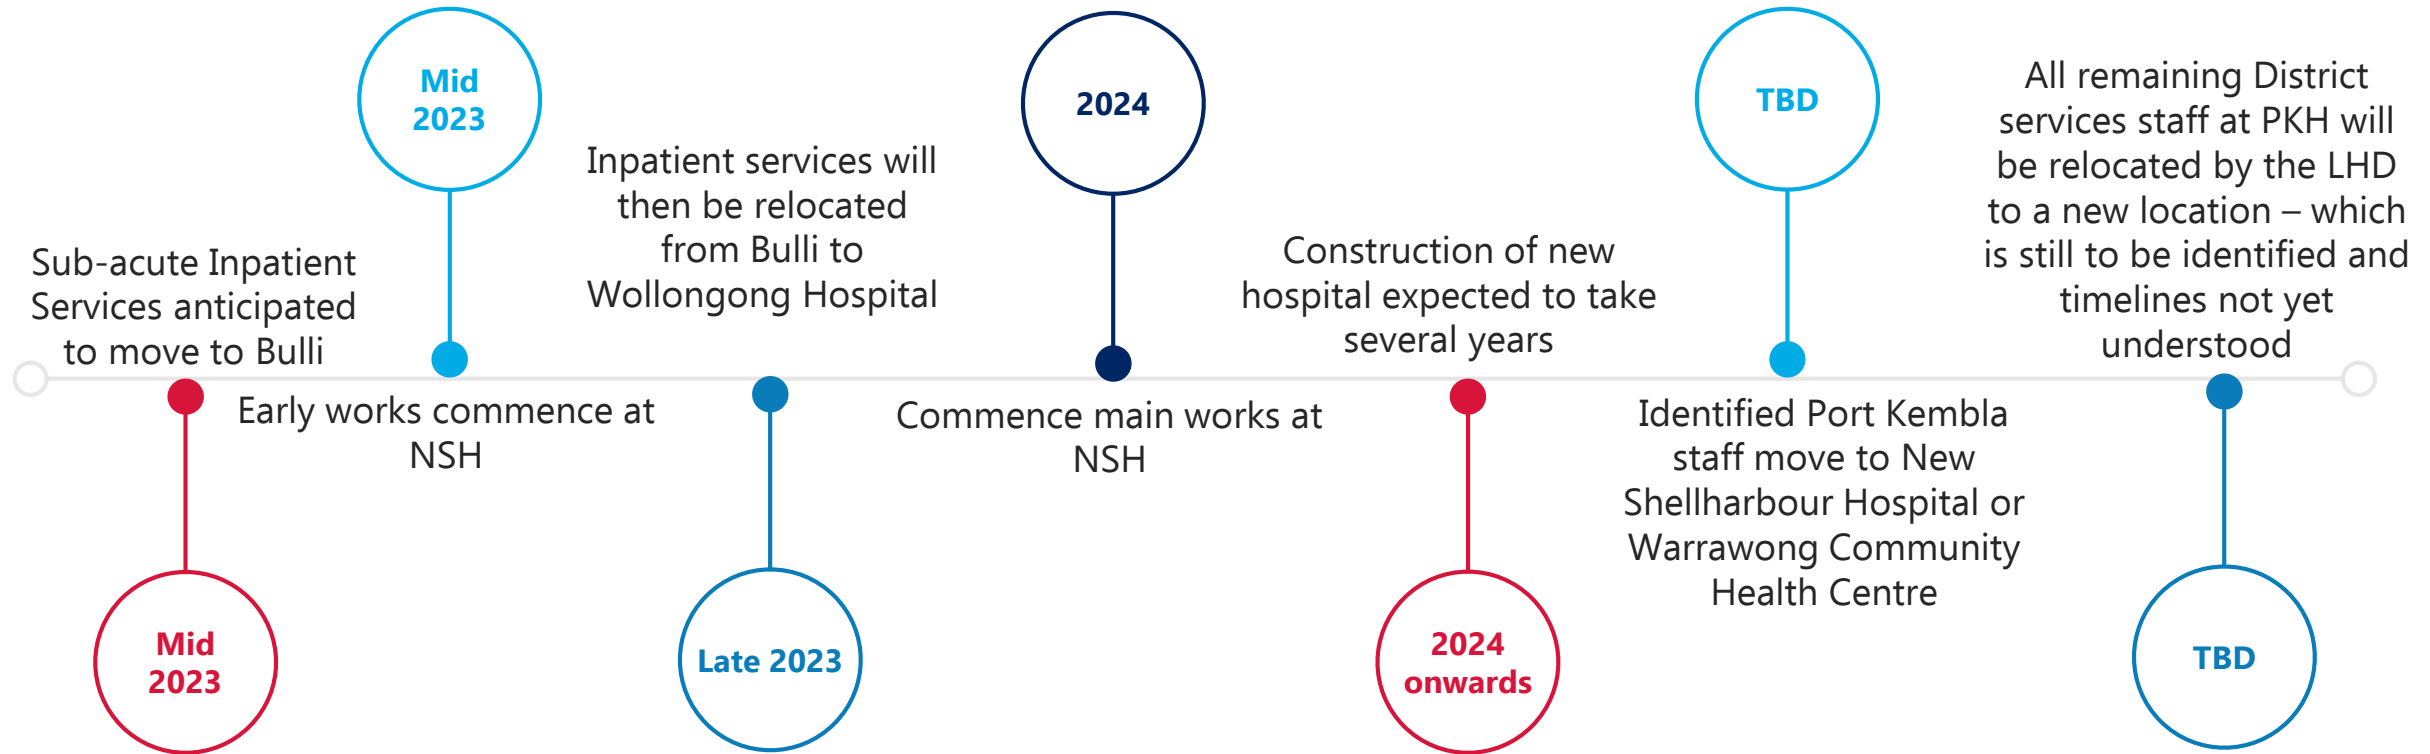 Sub-acute Inpatient
Services anticipated
to move to Bulli
Mid
2023
Mid
2023
Early works commence at
NSH
Inpatient services will
then be relocated
from Bulli to
Wollongong Hospital
Late 2023
2024
Commence main works at
NSH
Construction of new
hospital expected to take
several years
2024
onwards
TBD
Identified Port Kembla
staff move to New
Shellharbour Hospital or
Warrawong Community
Health Centre
All remaining District
services staff at PKH will
be relocated by the LHD
to a new location – which
is still to be identified and
timelines not yet
understood
TBD